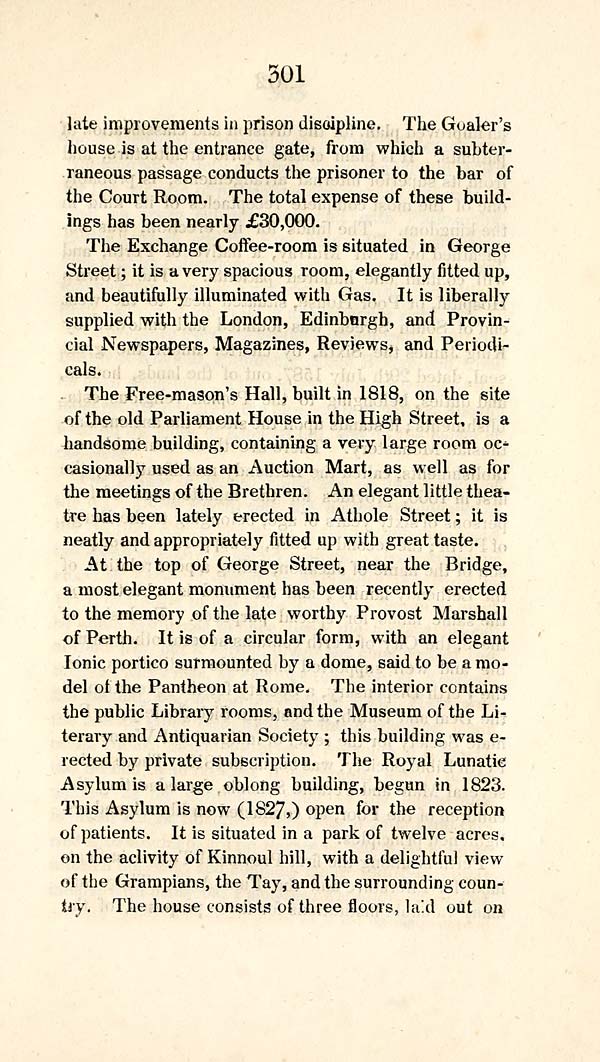 301
late improvements in prison discipline. The Goaler's
house is at the entrance gate, from which a subter-
raneous passage conducts the prisoner to the bar of
the Court Room. The total expense of these build-
ings has been nearly £30,000.
The Exchange Coffee-room is situated in George
Street; it is a very spacious room, elegantly fitted up,
and beautifully illuminated with Gas. It is liberally
supplied with the London, Edinburgh, and Provin-
cial Newspapers, Magazines, Reviews, and Periodi-
cals.
The Free-mason's Hall, built in 1818, on the site
of the old Parliament House in the High Street, is a
handsome building, containing a very large room oc-
casionally used as an Auction Mart, as well as for
the meetings of the Brethren. An elegant little thea-
tre has been lately erected in Athole Street; it is
neatly and appropriately fitted up with great taste.
At the top of George Street, near the Bridge,
a most elegant monument has been recently erected
to the memory of the late worthy Provost Marshall
of Perth. It is of a circular form, with an elegant
Ionic portico surmounted by a dome, said to be a mo-
del of the Pantheon at Rome. The interior contains
the public Library rooms, and the Museum of the Li-
terary and Antiquarian Society; this building was e-
rected by private subscription. The Royal Lunatic
Asylum is a large oblong building, begun in 1823.
This Asylum is now (1827,) open for the reception
of patients. It is situated in a park of twelve acres,
on the aclivity of Kinnoul hill, with a delightful view
of the Grampians, the Tay, and the surrounding coun-
try. The house consists of three floors, laid out on